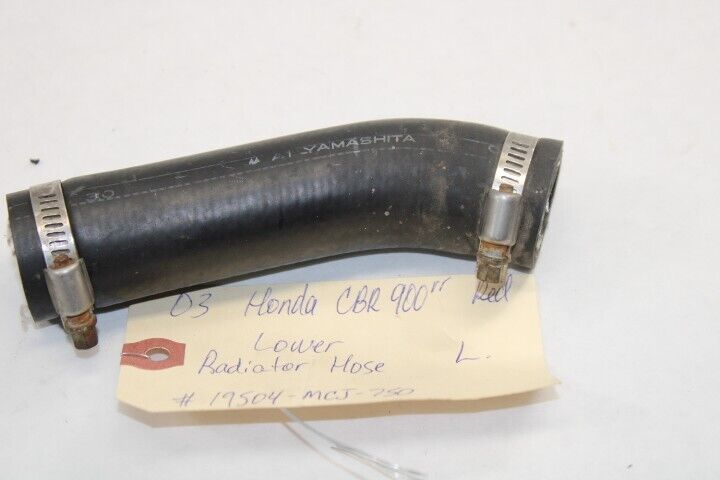 YAMASHITA
03 Honda CBR 900rr Red
Lower
Radiator Hose L.
# 19504-MCJ-750